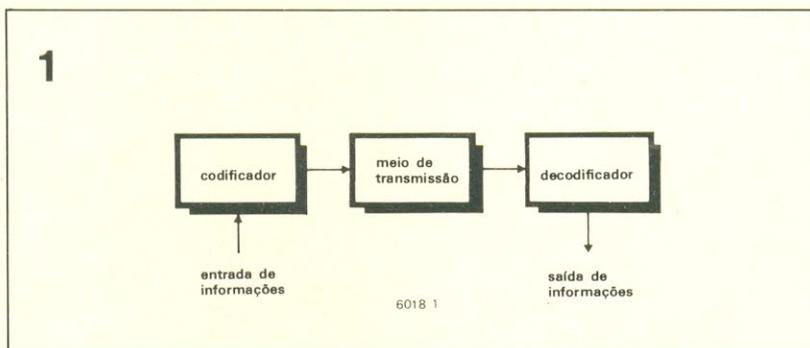 1
codificador
meio de
transmissão
decodificador
entrada de
informações
saída de
informações
6018 1